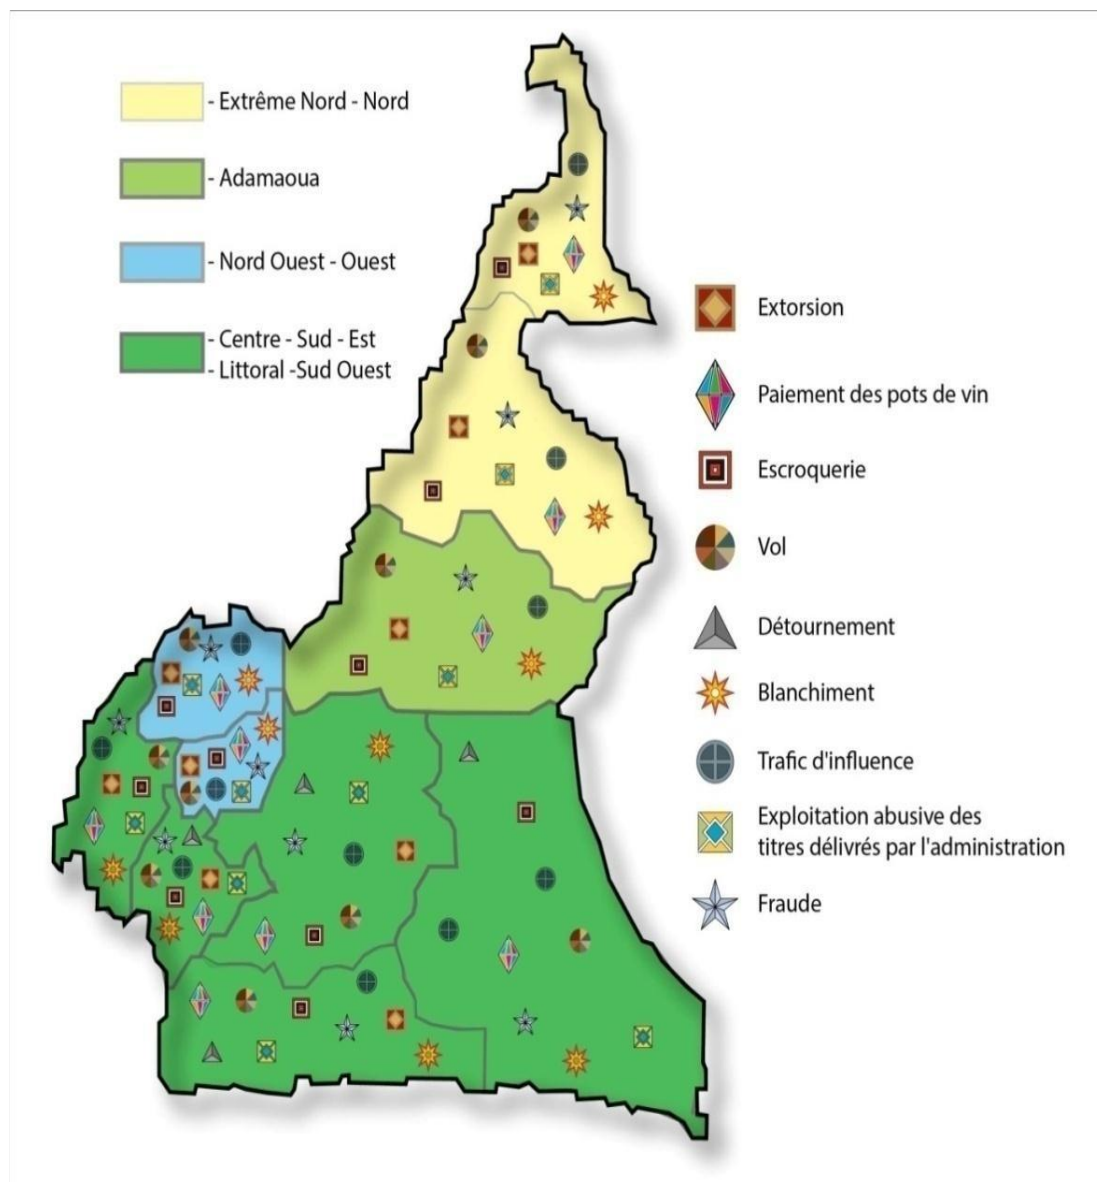 - Extrême Nord - Nord
- Adamaoua
- Nord Ouest - Ouest
- Centre - Sud - Est
- Littoral -Sud Ouest
Extorsion
Paiement des pots de vin
Escroquerie
Vol
Détournement
Blanchiment
Trafic d'influence
Exploitation abusive des
titres délivrés par l'administration
Fraude